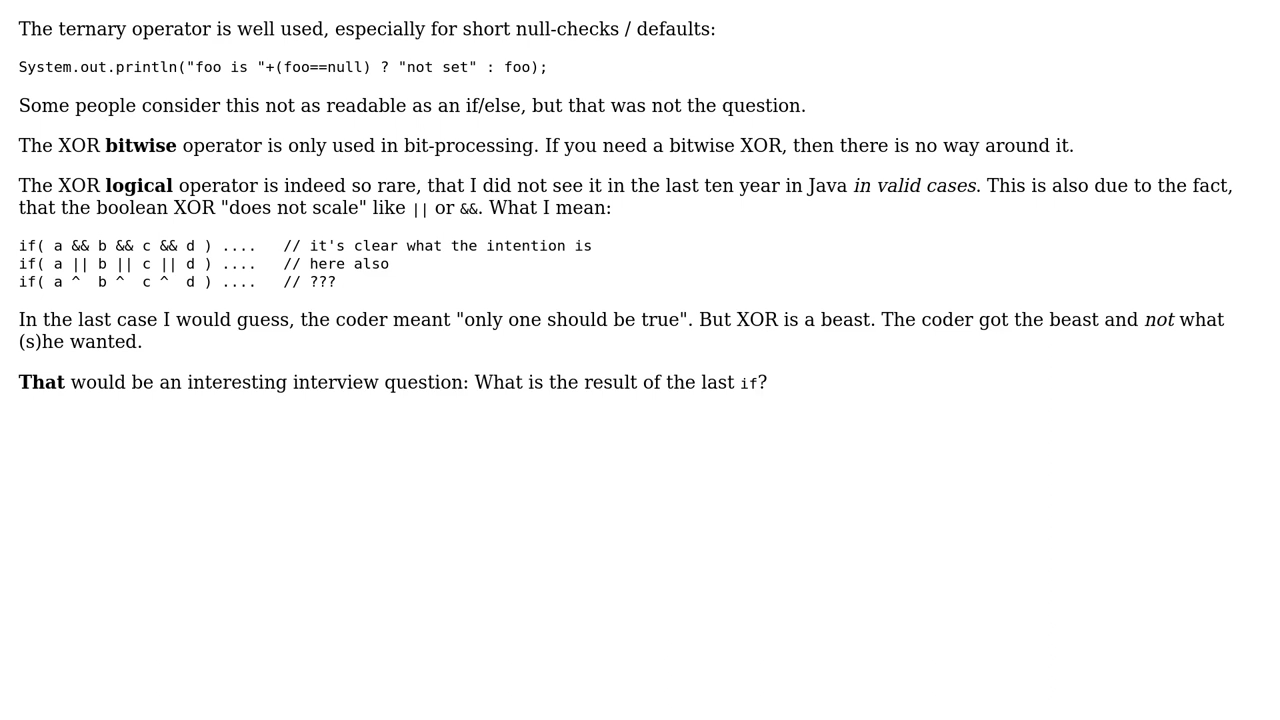 The ternary operator is well used, especially for short null-checks / defaults:
System.out.println("foo is "+(foo==null) ? "not set" : foo);
Some people consider this not as readable as an if/else, but that was not the question.
The XOR bitwise operator is only used in bit-processing. If you need a bitwise XOR, then there is no way around it.
The XOR logical operator is indeed so rare, that I did not see it in the last ten year in Java in valid cases. This is also due to the fact,
that the boolean XOR "does not scale" like || or &&. What I mean:
if( a && b && c && d ) ....   // it's clear what the intention is
if( a || b || c || d ) ....   // here also
if( a ^  b ^  c ^  d ) ....   // ???
In the last case I would guess, the coder meant "only one should be true". But XOR is a beast. The coder got the beast and not what
(s)he wanted.
That would be an interesting interview question: What is the result of the last if?